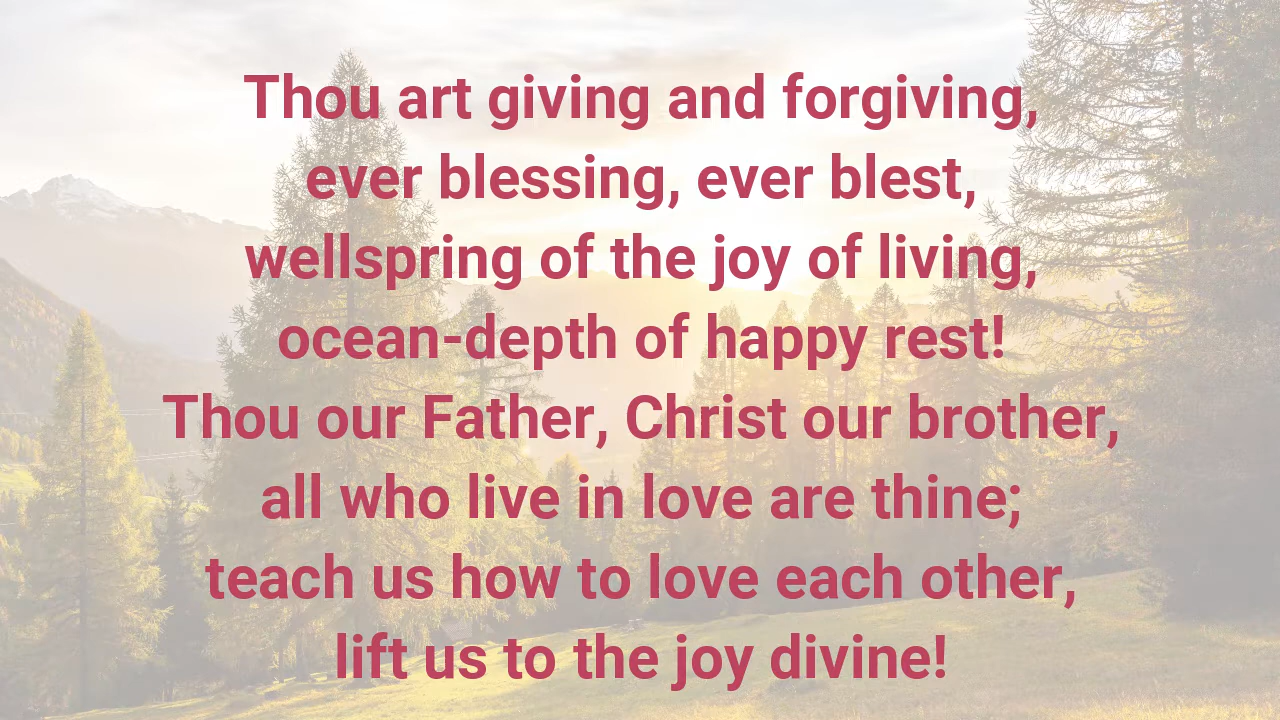 Thou art giving and forgiving,
ever blessing, ever blest,
wellspring of the joy of living,
ocean-depth of happy rest!
Thou our Father, Christ our brother,
all who live in love are thine;
teach us how to love each other,
lift us to the joy divine!